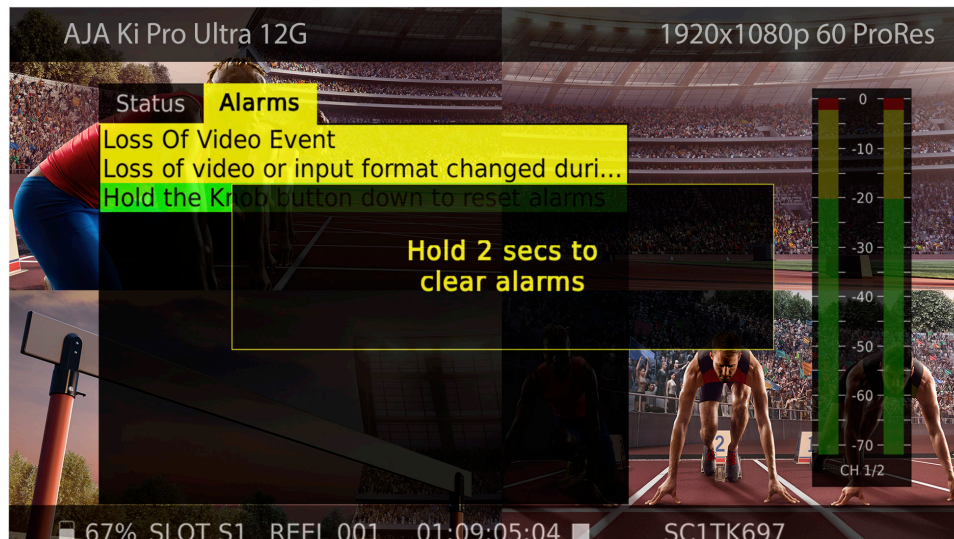 AJA Ki Pro Ultra 12G
1920x1080p 60 ProRes
Status Alarms
Loss Of Video Event
Loss of video or input format changed duri...
Hold the Knob button down to reset alarms
Hold 2 secs to
clear alarms
0
-10
-20
-30
-40
-50
-60
-70
CH 1/2
2
1
67% SLOT S1 REEL 001 01:09:05:04 SC1TK697